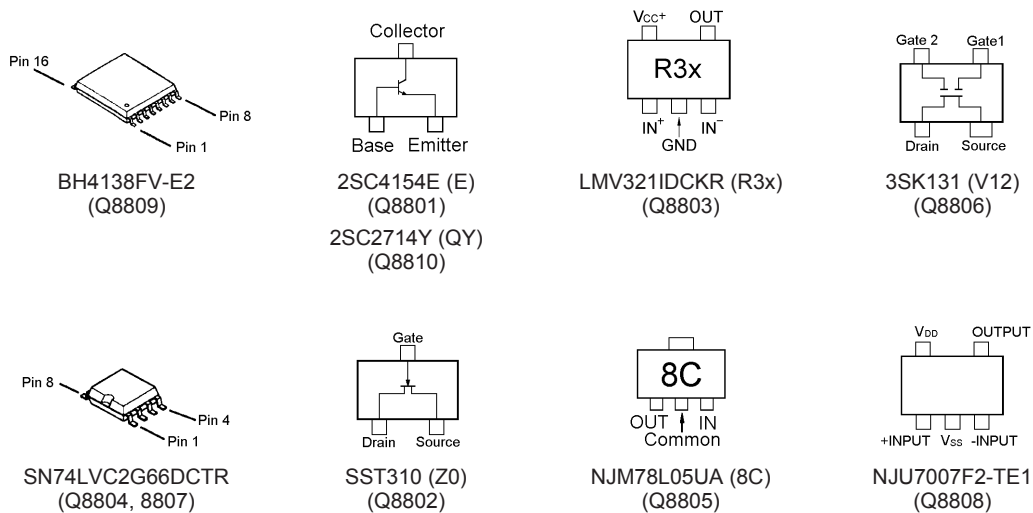 Pin 16
Pin 8
Pin 1
BH4138FV-E2
(Q8809)
Collector
Base Emitter
2SC4154E (E)
(Q8801)
2SC2714Y (QY)
(Q8810)
Vcc+ OUT
R3x
IN+ IN−
GND
LMV321IDCKR (R3x)
(Q8803)
Gate 2 Gate1
Drain Source
3SK131 (V12)
(Q8806)
Pin 8
Pin 4
Pin 1
SN74LVC2G66DCTR
(Q8804, 8807)
Gate
Drain Source
SST310 (Z0)
(Q8802)
8C
OUT IN
Common
NJM78L05UA (8C)
(Q8805)
VDD OUTPUT
+INPUT Vss -INPUT
NJU7007F2-TE1
(Q8808)